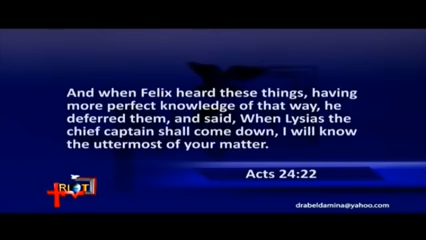 And when Felix heard these things, having
more perfect knowledge of that way, he
deferred them, and said, When Lysias the
chief captain shall come down, I will know
the uttermost of your matter.
Acts 24:22
drabeldamina@yahoo.com